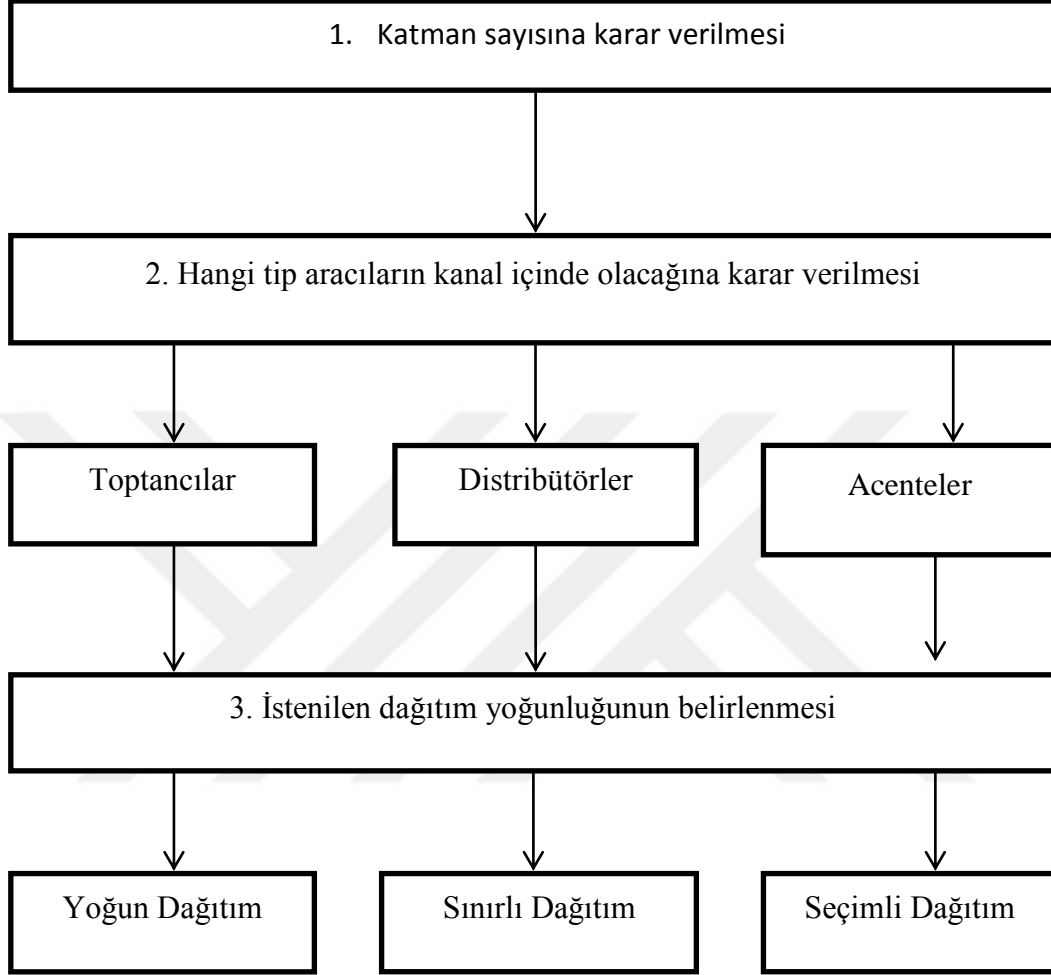 1. Katman sayısına karar verilmesi
2. Hangi tip aracıların kanal içinde olacağına karar verilmesi
Toptancılar
Distribütörler
Acenteler
3. İstenilen dağıtım yoğunluğunun belirlenmesi
Yoğun Dağıtım
Sınırlı Dağıtım
Seçimli Dağıtım